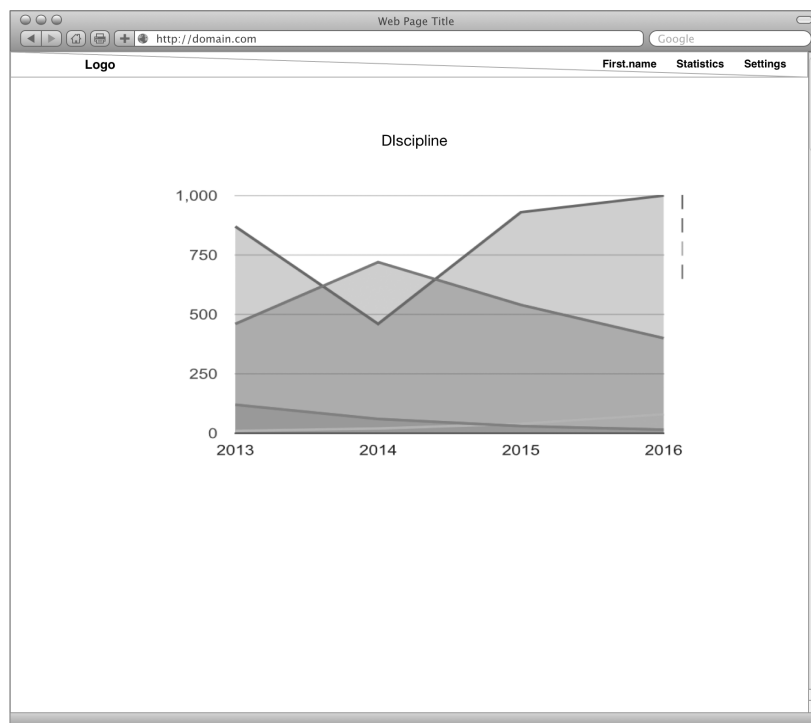 Web Page Title
http://domain.com
Google
Logo
First.name Statistics Settings
DIscipline
1,000
750
500
250
0
2013 2014 2015 2016